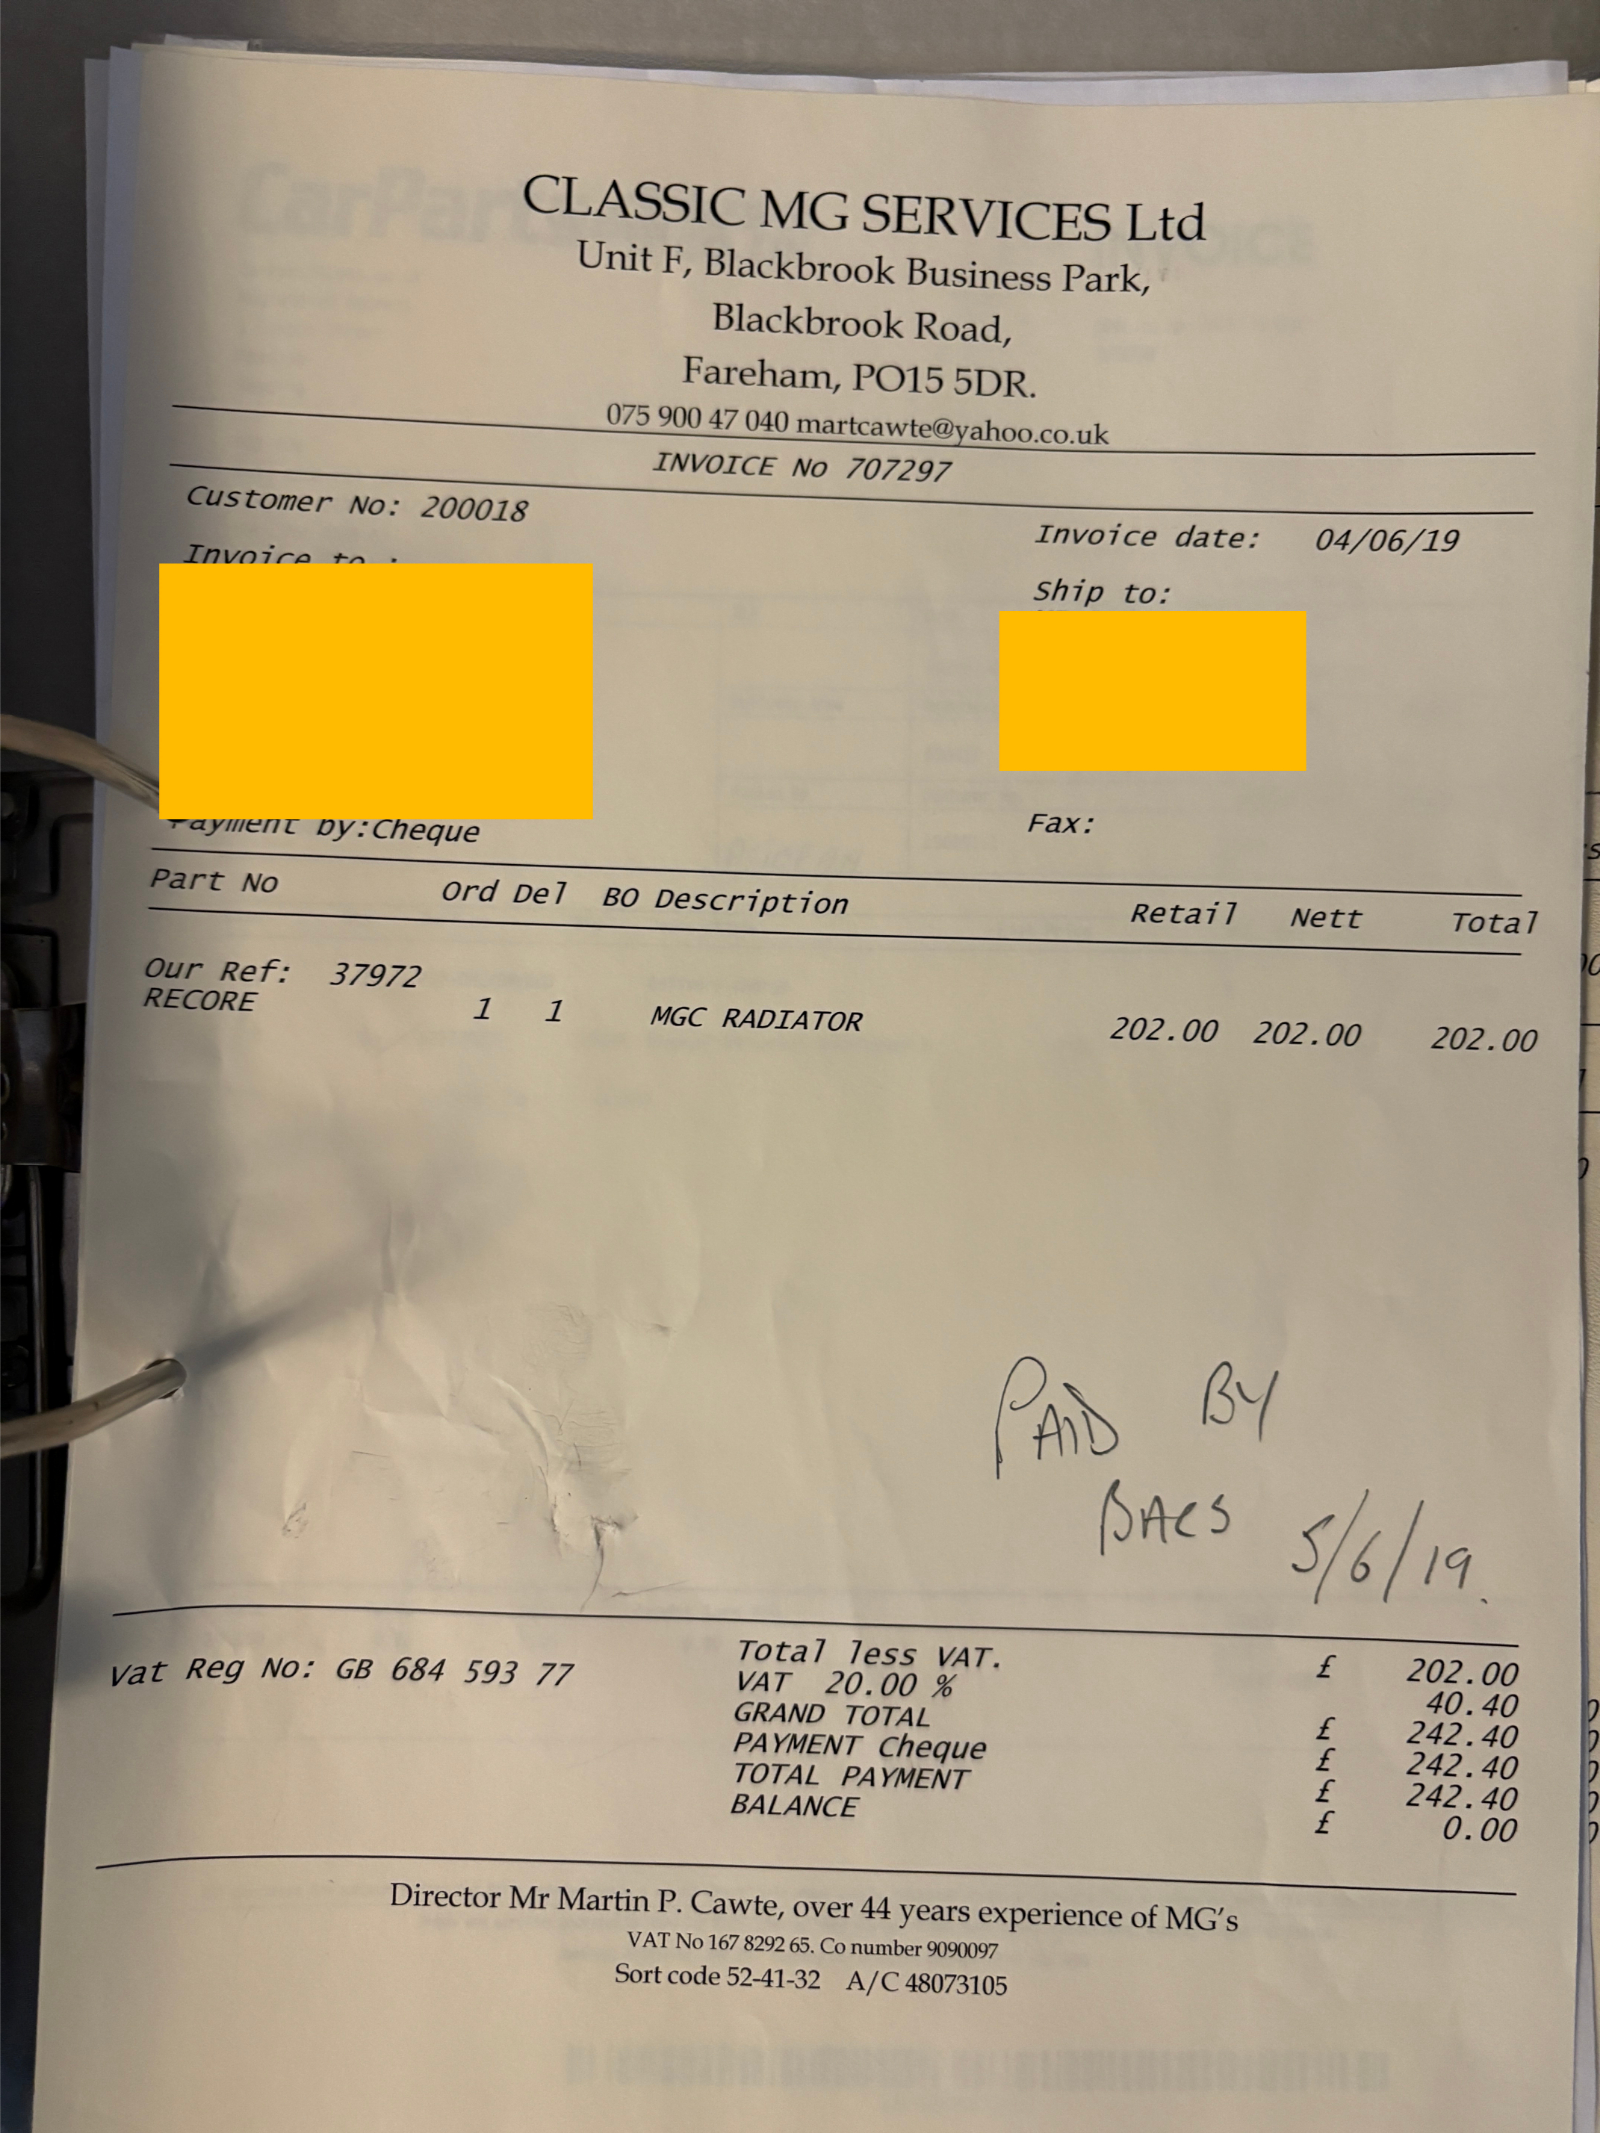 CLASSIC MG SERVICES Ltd
Unit F, Blackbrook Business Park,
Blackbrook Road,
Fareham, PO15 5DR.
075 900 47 040 martcawte@yahoo.co.uk
INVOICE No 707297
Customer No: 200018
Invoice date: 04/06/19
Invoice to :
Ship to:
Payment by:Cheque
Fax:
Part No Ord Del BO Description Retail Nett Total
Our Ref: 37972
RECORE 1 1 MGC RADIATOR 202.00 202.00 202.00
PAID BY
BACS 5/6/19.
Vat Reg No: GB 684 593 77
Total less VAT. £ 202.00
VAT 20.00 % 40.40
GRAND TOTAL £ 242.40
PAYMENT Cheque £ 242.40
TOTAL PAYMENT £ 242.40
BALANCE £ 0.00
Director Mr Martin P. Cawte, over 44 years experience of MG's
VAT No 167 8292 65. Co number 9090097
Sort code 52-41-32 A/C 48073105